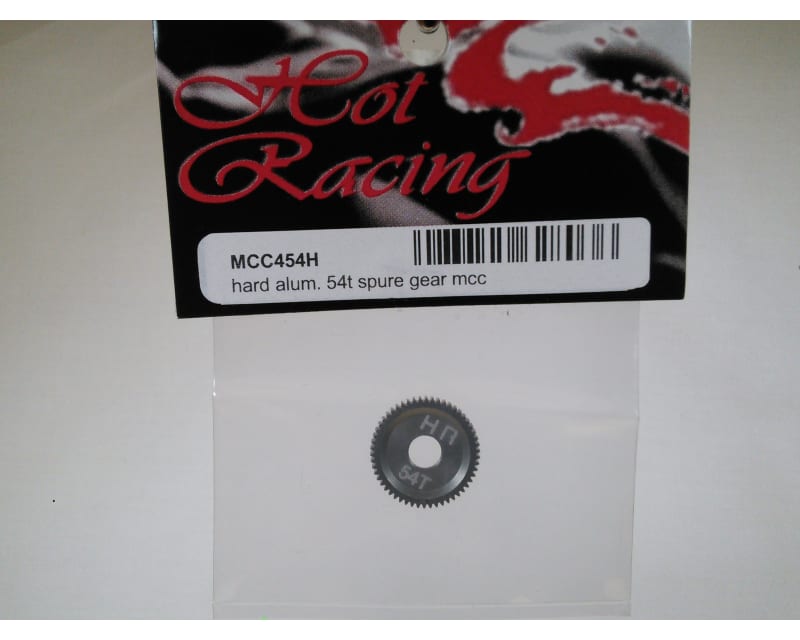 Hot
Racing
MCC454H
hard alum. 54t spure gear mcc
HR
54T